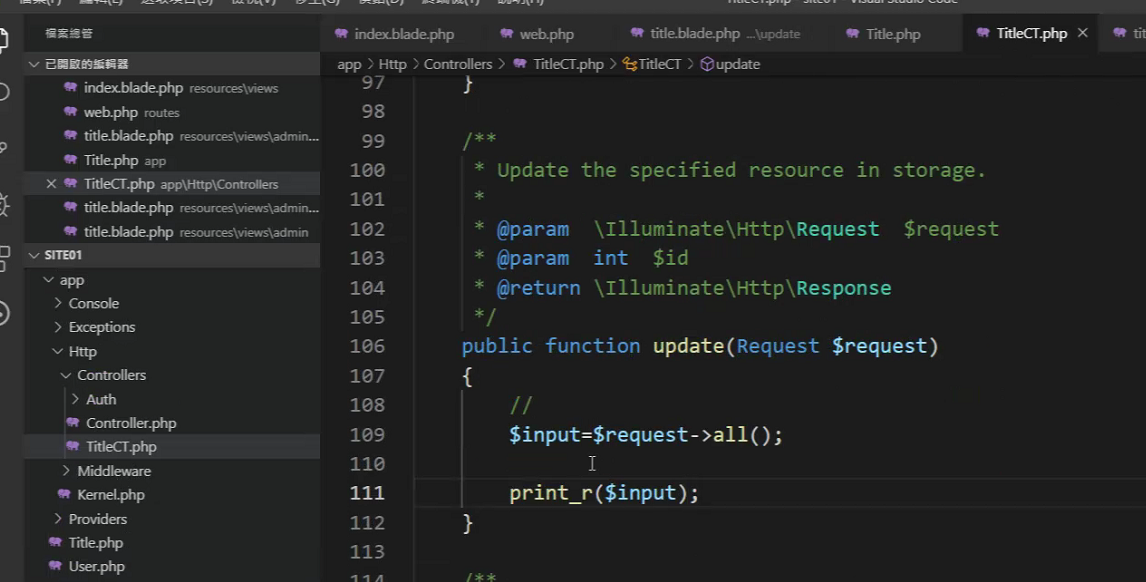 TitleCT.php - site01 - Visual Studio Code
檔案總管
index.blade.php
web.php
title.blade.php ...\update
Title.php
TitleCT.php
已開啟的編輯器
app > Http > Controllers > TitleCT.php > TitleCT > update
index.blade.php resources\views
web.php routes
title.blade.php resources\views\admin...
Title.php app
TitleCT.php app\Http\Controllers
title.blade.php resources\views\admin...
title.blade.php resources\views\admin
SITE01
app
Console
Exceptions
Http
Controllers
Auth
Controller.php
TitleCT.php
Middleware
Kernel.php
Providers
Title.php
User.php
97 }
98
99 /**
100 * Update the specified resource in storage.
101 *
102 * @param \Illuminate\Http\Request $request
103 * @param int $id
104 * @return \Illuminate\Http\Response
105 */
106 public function update(Request $request)
107 {
108 //
109 $input=$request->all();
110
111 print_r($input);
112 }
113
114 /**